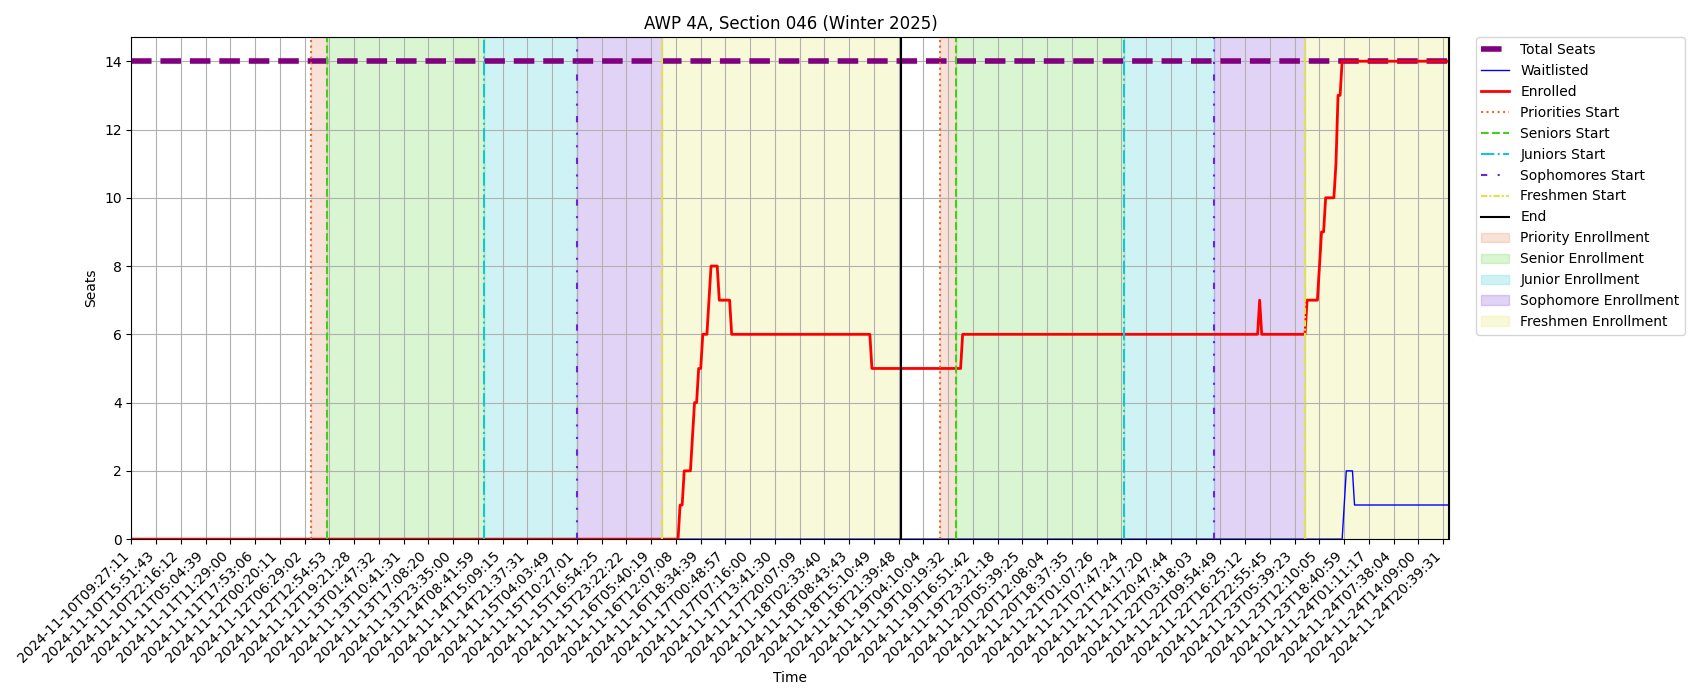 AWP 4A, Section 046 (Winter 2025)
Seats
14
12
10
8
6
4
2
0
2024-11-10T09:27:11
2024-11-10T15:51:43
2024-11-10T22:16:12
2024-11-11T05:04:39
2024-11-11T11:29:00
2024-11-11T17:53:06
2024-11-12T00:20:11
2024-11-12T06:29:02
2024-11-12T12:54:53
2024-11-12T19:21:28
2024-11-13T01:47:32
2024-11-13T10:41:31
2024-11-13T17:08:20
2024-11-13T23:35:00
2024-11-14T08:41:59
2024-11-14T15:09:15
2024-11-14T21:37:31
2024-11-15T04:03:49
2024-11-15T10:27:01
2024-11-15T16:54:25
2024-11-15T23:22:22
2024-11-16T05:40:19
2024-11-16T12:07:08
2024-11-16T18:34:39
2024-11-17T00:48:57
2024-11-17T07:16:00
2024-11-17T13:41:30
2024-11-17T20:07:09
2024-11-18T02:33:40
2024-11-18T08:43:43
2024-11-18T15:10:49
2024-11-18T21:39:48
2024-11-19T04:10:04
2024-11-19T10:19:32
2024-11-19T16:51:42
2024-11-19T23:21:18
2024-11-20T05:39:25
2024-11-20T12:08:04
2024-11-20T18:37:35
2024-11-21T01:07:26
2024-11-21T07:47:24
2024-11-21T14:17:20
2024-11-21T20:47:44
2024-11-22T03:18:03
2024-11-22T09:54:49
2024-11-22T16:25:12
2024-11-22T22:55:45
2024-11-23T05:39:23
2024-11-23T12:10:05
2024-11-23T18:40:59
2024-11-24T01:11:17
2024-11-24T07:38:04
2024-11-24T14:09:00
2024-11-24T20:39:31
Time
Total Seats
Waitlisted
Enrolled
Priorities Start
Seniors Start
Juniors Start
Sophomores Start
Freshmen Start
End
Priority Enrollment
Senior Enrollment
Junior Enrollment
Sophomore Enrollment
Freshmen Enrollment